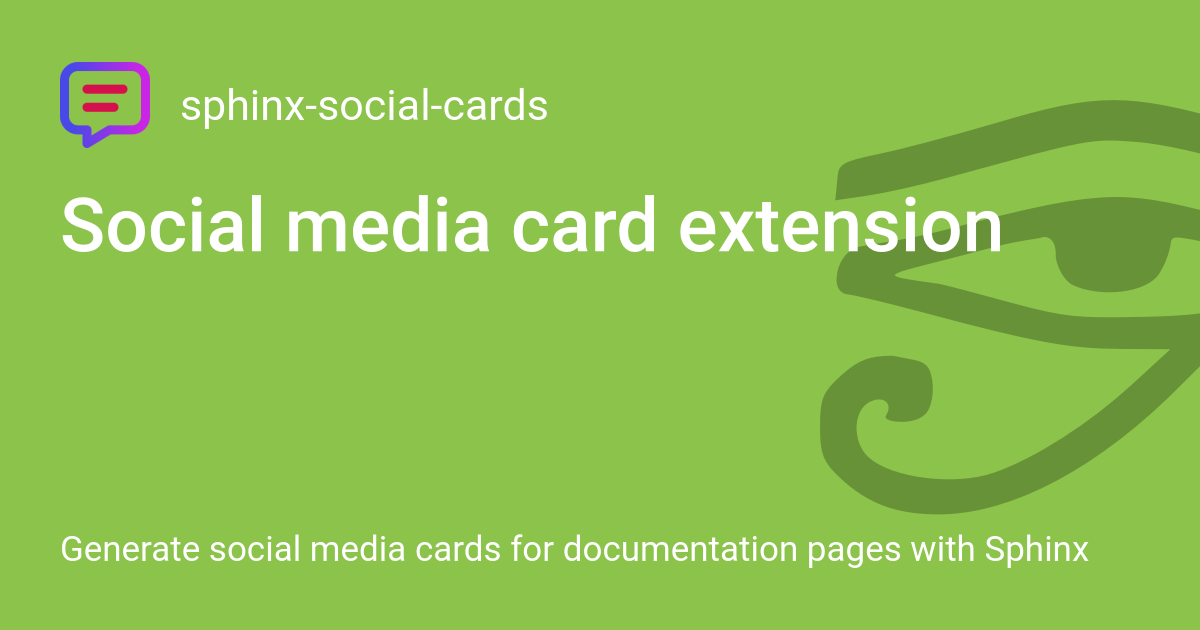 sphinx-social-cards
Social media card extension
Generate social media cards for documentation pages with Sphinx